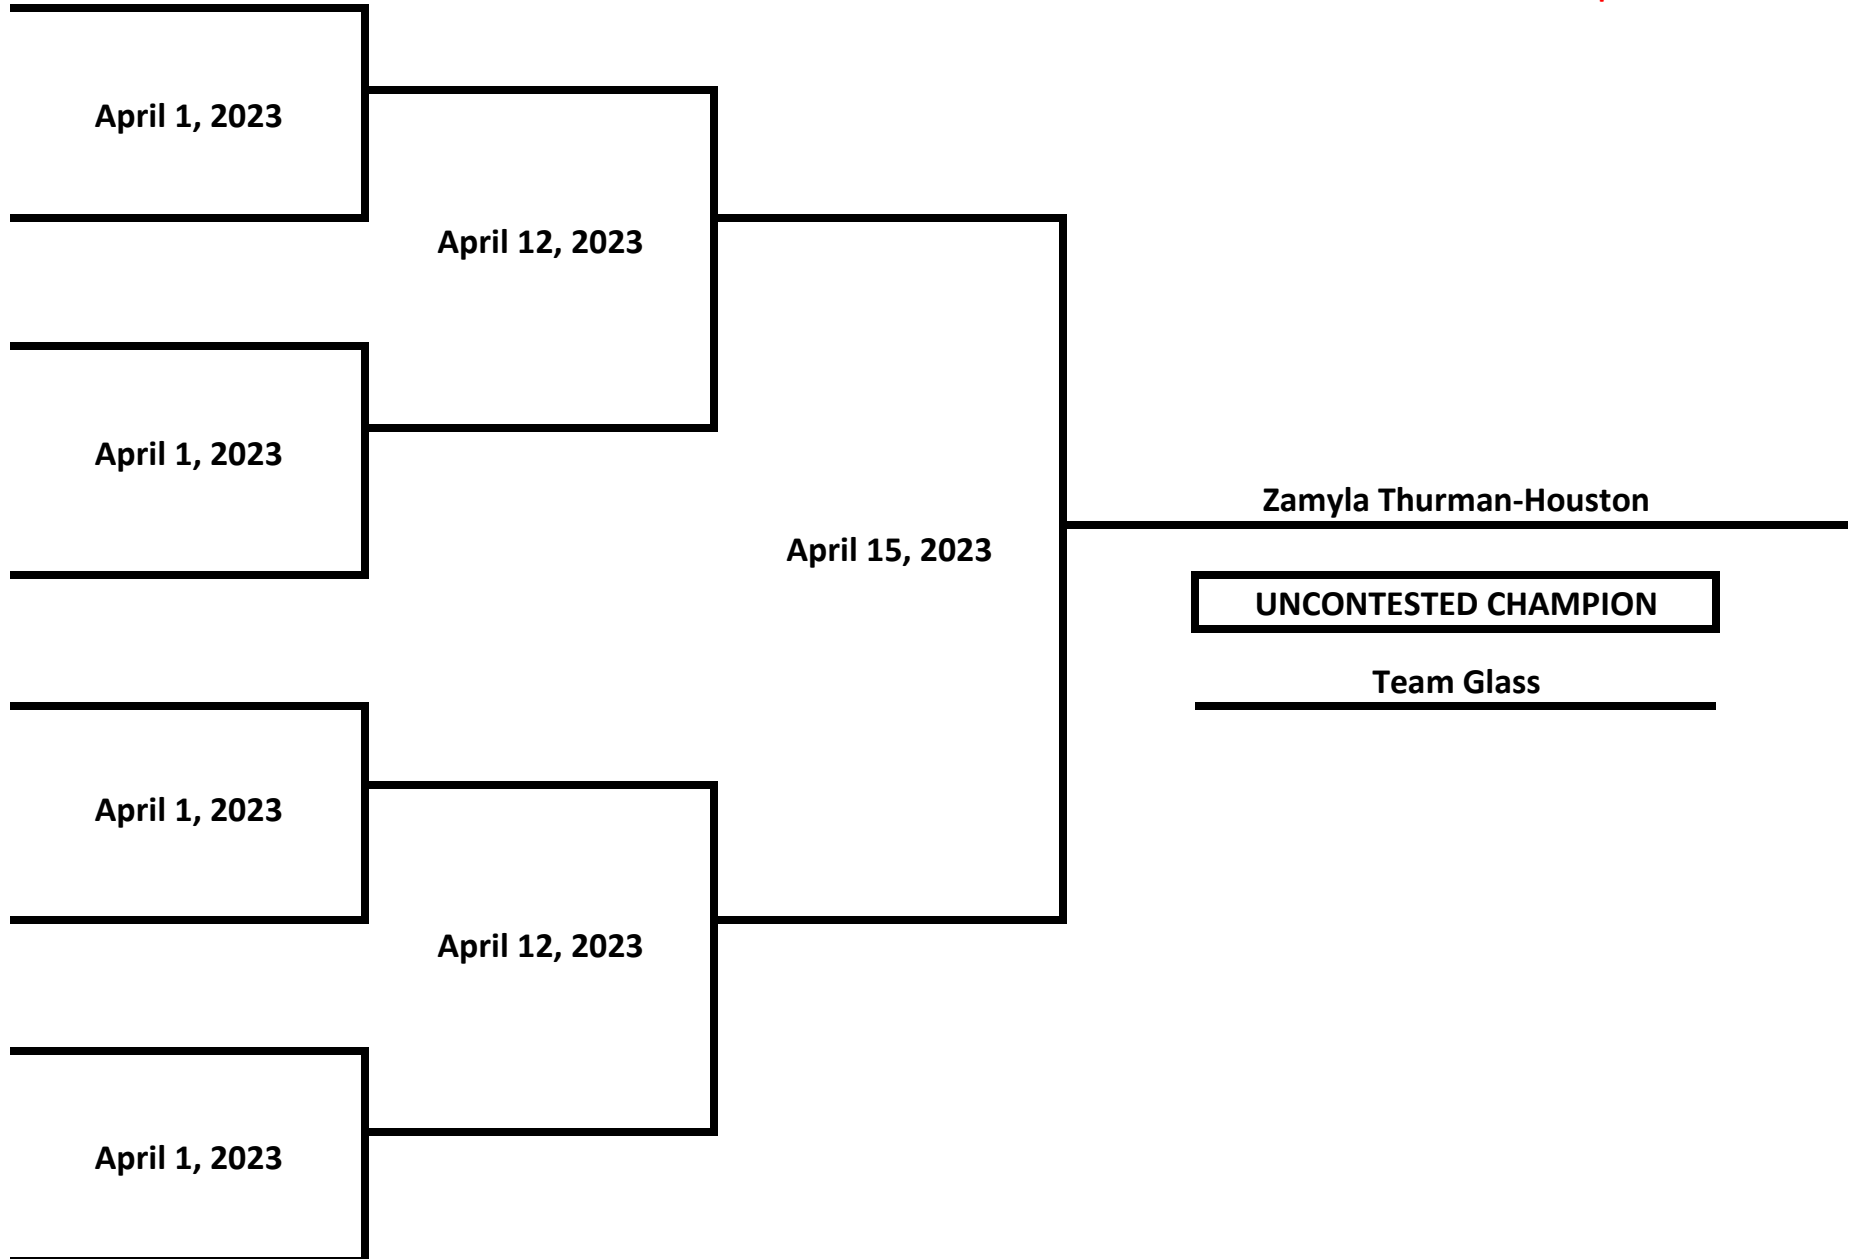 April 1, 2023
April 12, 2023
April 1, 2023
Zamyla Thurman-Houston
April 15, 2023
UNCONTESTED CHAMPION
Team Glass
April 1, 2023
April 12, 2023
April 1, 2023